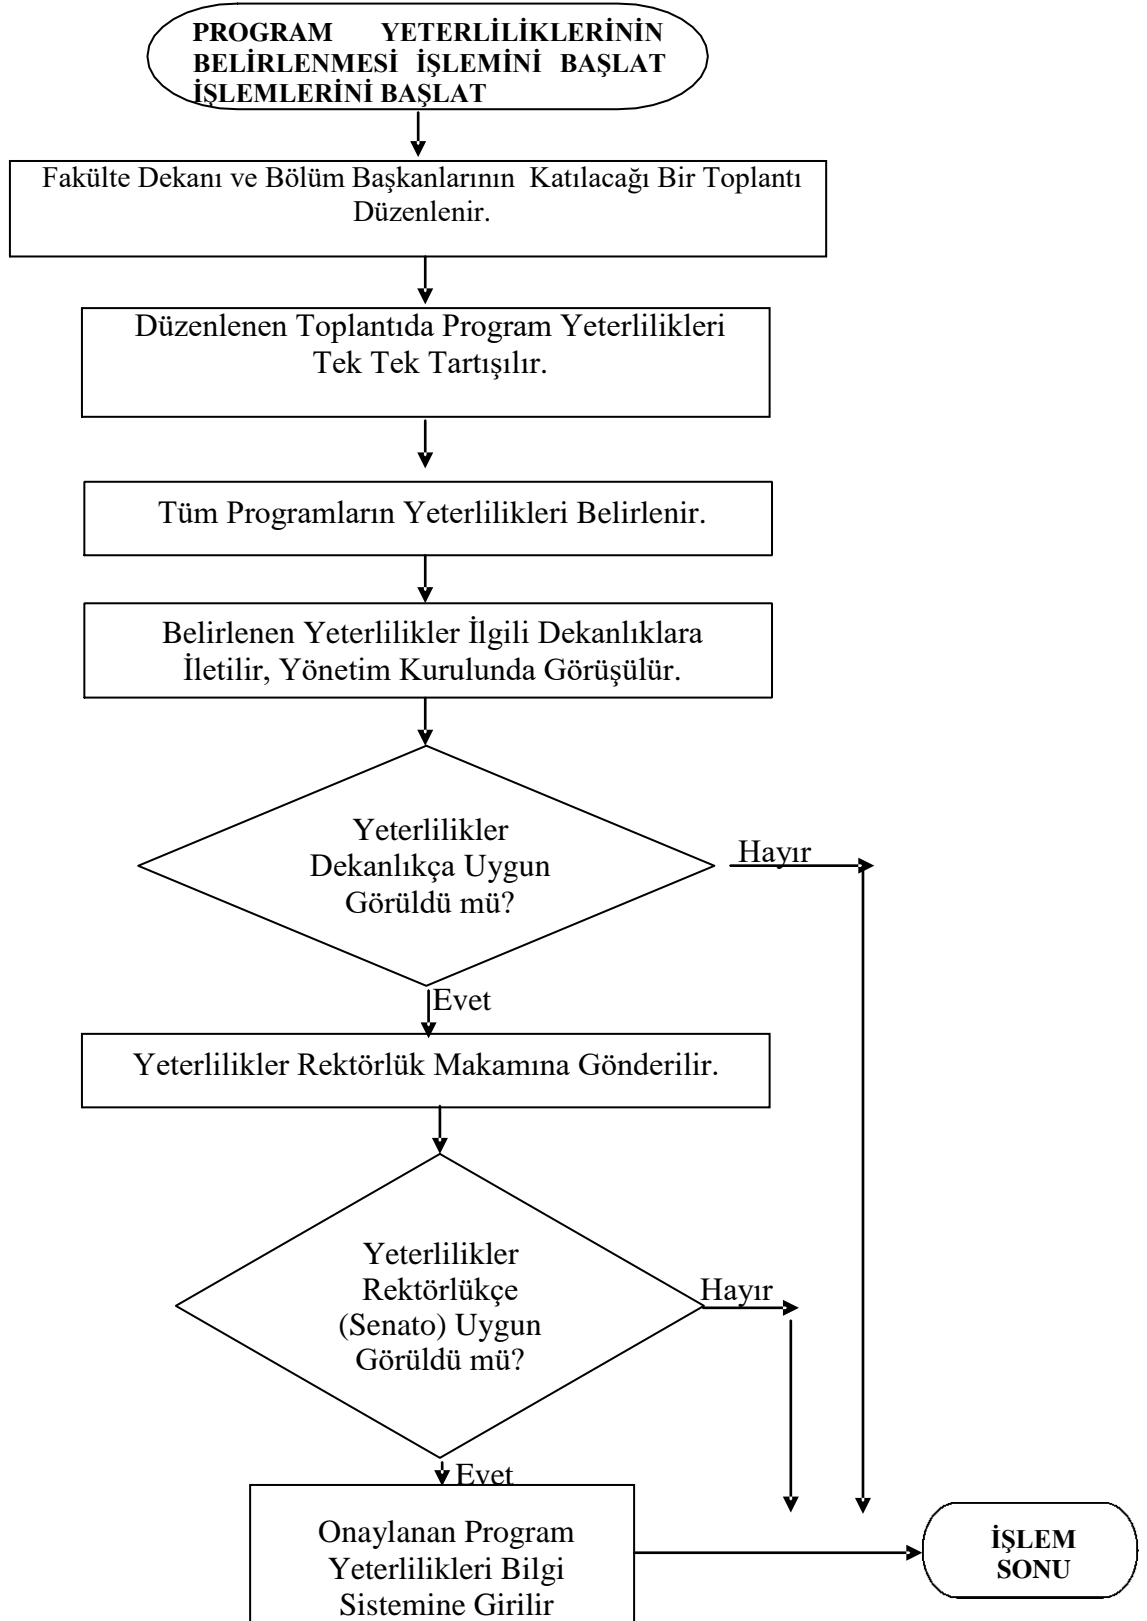 PROGRAM YETERLİLİKLERİNİN
BELİRLENMESİ İŞLEMİNİ BAŞLAT
İŞLEMLERİNİ BAŞLAT
Fakülte Dekanı ve Bölüm Başkanlarının Katılacağı Bir Toplantı
Düzenlenir.
Düzenlenen Toplantıda Program Yeterlilikleri
Tek Tek Tartışılır.
Tüm Programların Yeterlilikleri Belirlenir.
Belirlenen Yeterlilikler İlgili Dekanlıklara
İletilir, Yönetim Kurulunda Görüşülür.
Yeterlilikler
Dekanlıkça Uygun
Görüldü mü?
Hayır
Evet
Yeterlilikler Rektörlük Makamına Gönderilir.
Yeterlilikler
Rektörlükçe
(Senato) Uygun
Görüldü mü?
Hayır
Evet
Onaylanan Program
Yeterlilikleri Bilgi
Sistemine Girilir
İŞLEM
SONU